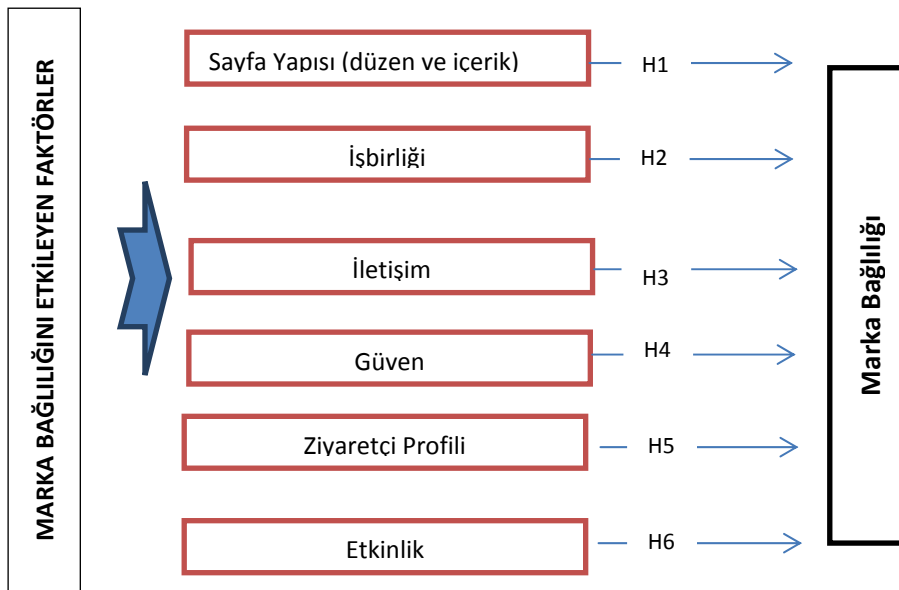 MARKA BAĞLILIĞINI ETKİLEYEN FAKTÖRLER
Sayfa Yapısı (düzen ve içerik)
H1
İşbirliği
H2
İletişim
H3
Güven
H4
Ziyaretçi Profili
H5
Etkinlik
H6
Marka Bağlılığı